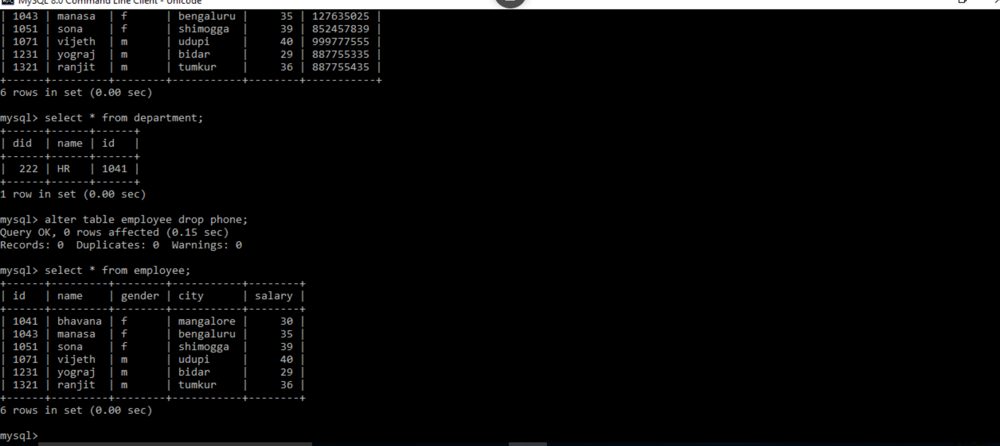 MySQL 8.0 Command Line Client - Unicode
| 1043 | manasa  | f      | bengaluru |     35 | 127635025 |
| 1051 | sona    | f      | shimogga  |     39 | 852457839 |
| 1071 | vijeth  | m      | udupi     |     40 | 999777555 |
| 1231 | yograj  | m      | bidar     |     29 | 887755335 |
| 1321 | ranjit  | m      | tumkur    |     36 | 887755435 |
+------+---------+--------+-----------+--------+-----------+
6 rows in set (0.00 sec)
mysql> select * from department;
+------+------+------+
| did  | name | id   |
+------+------+------+
|  222 | HR   | 1041 |
+------+------+------+
1 row in set (0.00 sec)
mysql> alter table employee drop phone;
Query OK, 0 rows affected (0.15 sec)
Records: 0  Duplicates: 0  Warnings: 0
mysql> select * from employee;
+------+---------+--------+-----------+--------+
| id   | name    | gender | city      | salary |
+------+---------+--------+-----------+--------+
| 1041 | bhavana | f      | mangalore |     30 |
| 1043 | manasa  | f      | bengaluru |     35 |
| 1051 | sona    | f      | shimogga  |     39 |
| 1071 | vijeth  | m      | udupi     |     40 |
| 1231 | yograj  | m      | bidar     |     29 |
| 1321 | ranjit  | m      | tumkur    |     36 |
+------+---------+--------+-----------+--------+
6 rows in set (0.00 sec)
mysql>